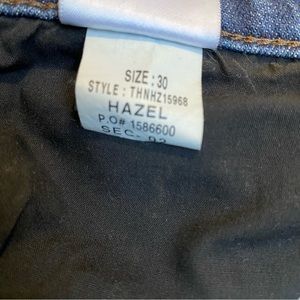 SIZE : 30
STYLE : THNHZ15968
HAZEL
P.O# 1586600
SEC-